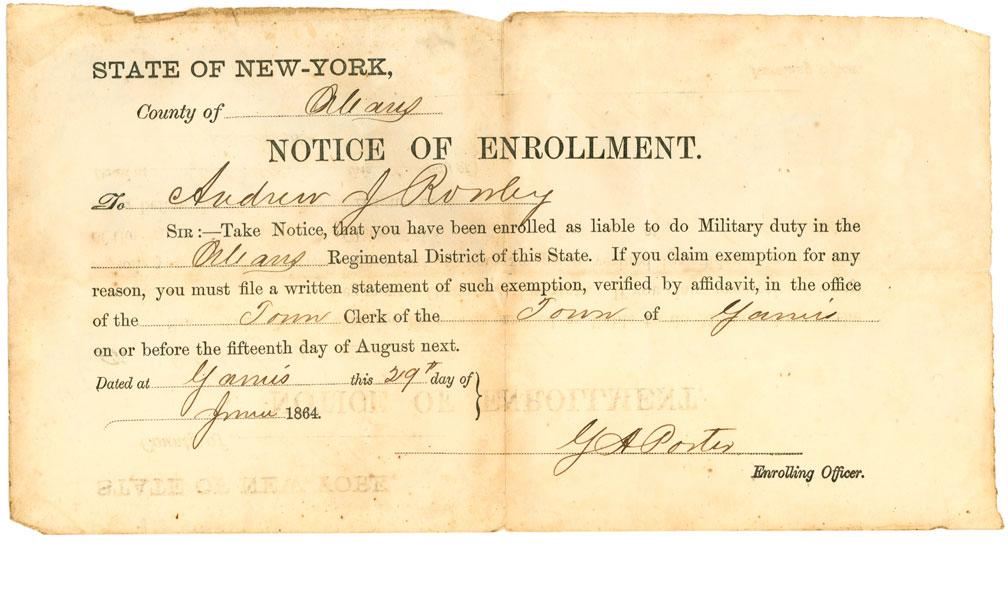 STATE OF NEW-YORK,
County of Orleans
NOTICE OF ENROLLMENT.
To Andrew J Rowley
SIR:—Take Notice, that you have been enrolled as liable to do Military duty in the
Orleans Regimental District of this State. If you claim exemption for any
reason, you must file a written statement of such exemption, verified by affidavit, in the office
of the Town Clerk of the Town of Gaines
on or before the fifteenth day of August next.
Dated at Gaines this 29" day of
June 1864.
G A Porter
Enrolling Officer.